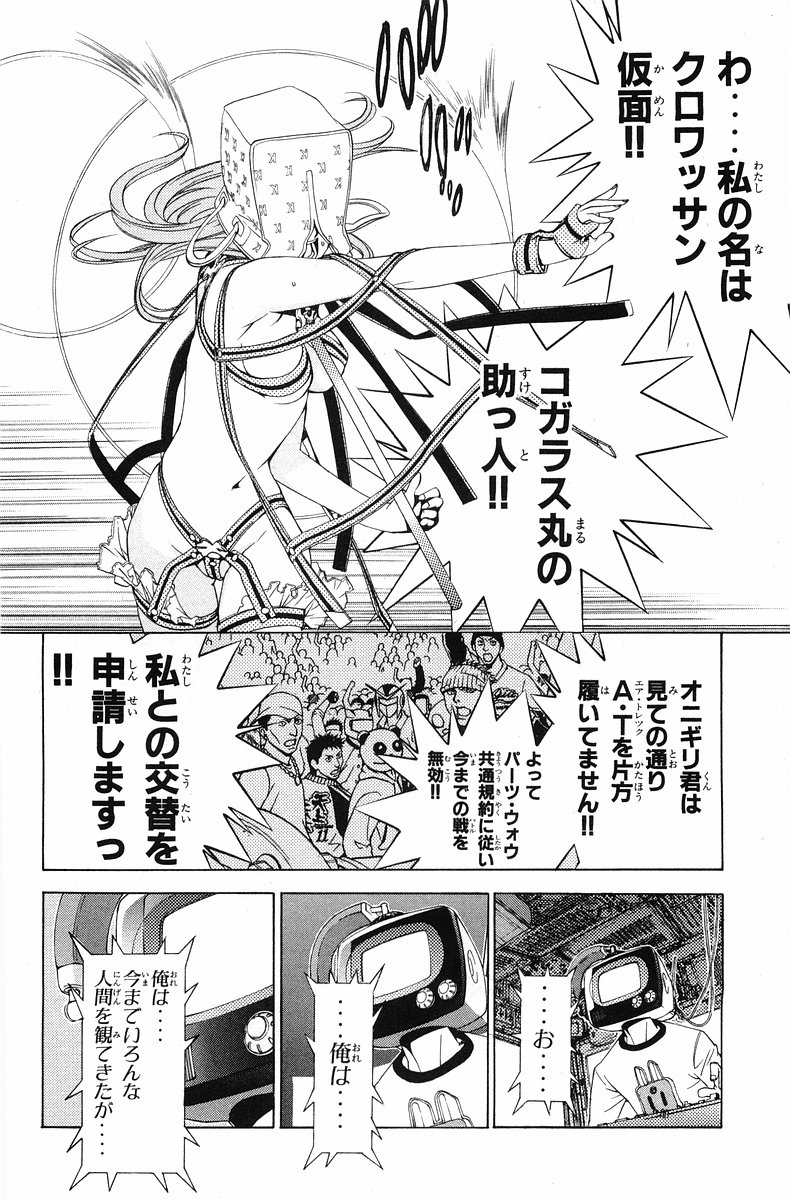 わ‥‥私の名は
クロワッサン
仮面!!
コガラス丸の
助っ人!!
オニギリ君は
見ての通り
A・Tを片方
履いてません!!
よって
パーツ・ウォウ
共通規約に従い
今までの戦を
無効!!
私との交替を
申請しますっ
!!
‥‥お‥‥
‥‥俺は‥‥
俺は‥‥
今までいろんな
人間を観てきたが‥‥